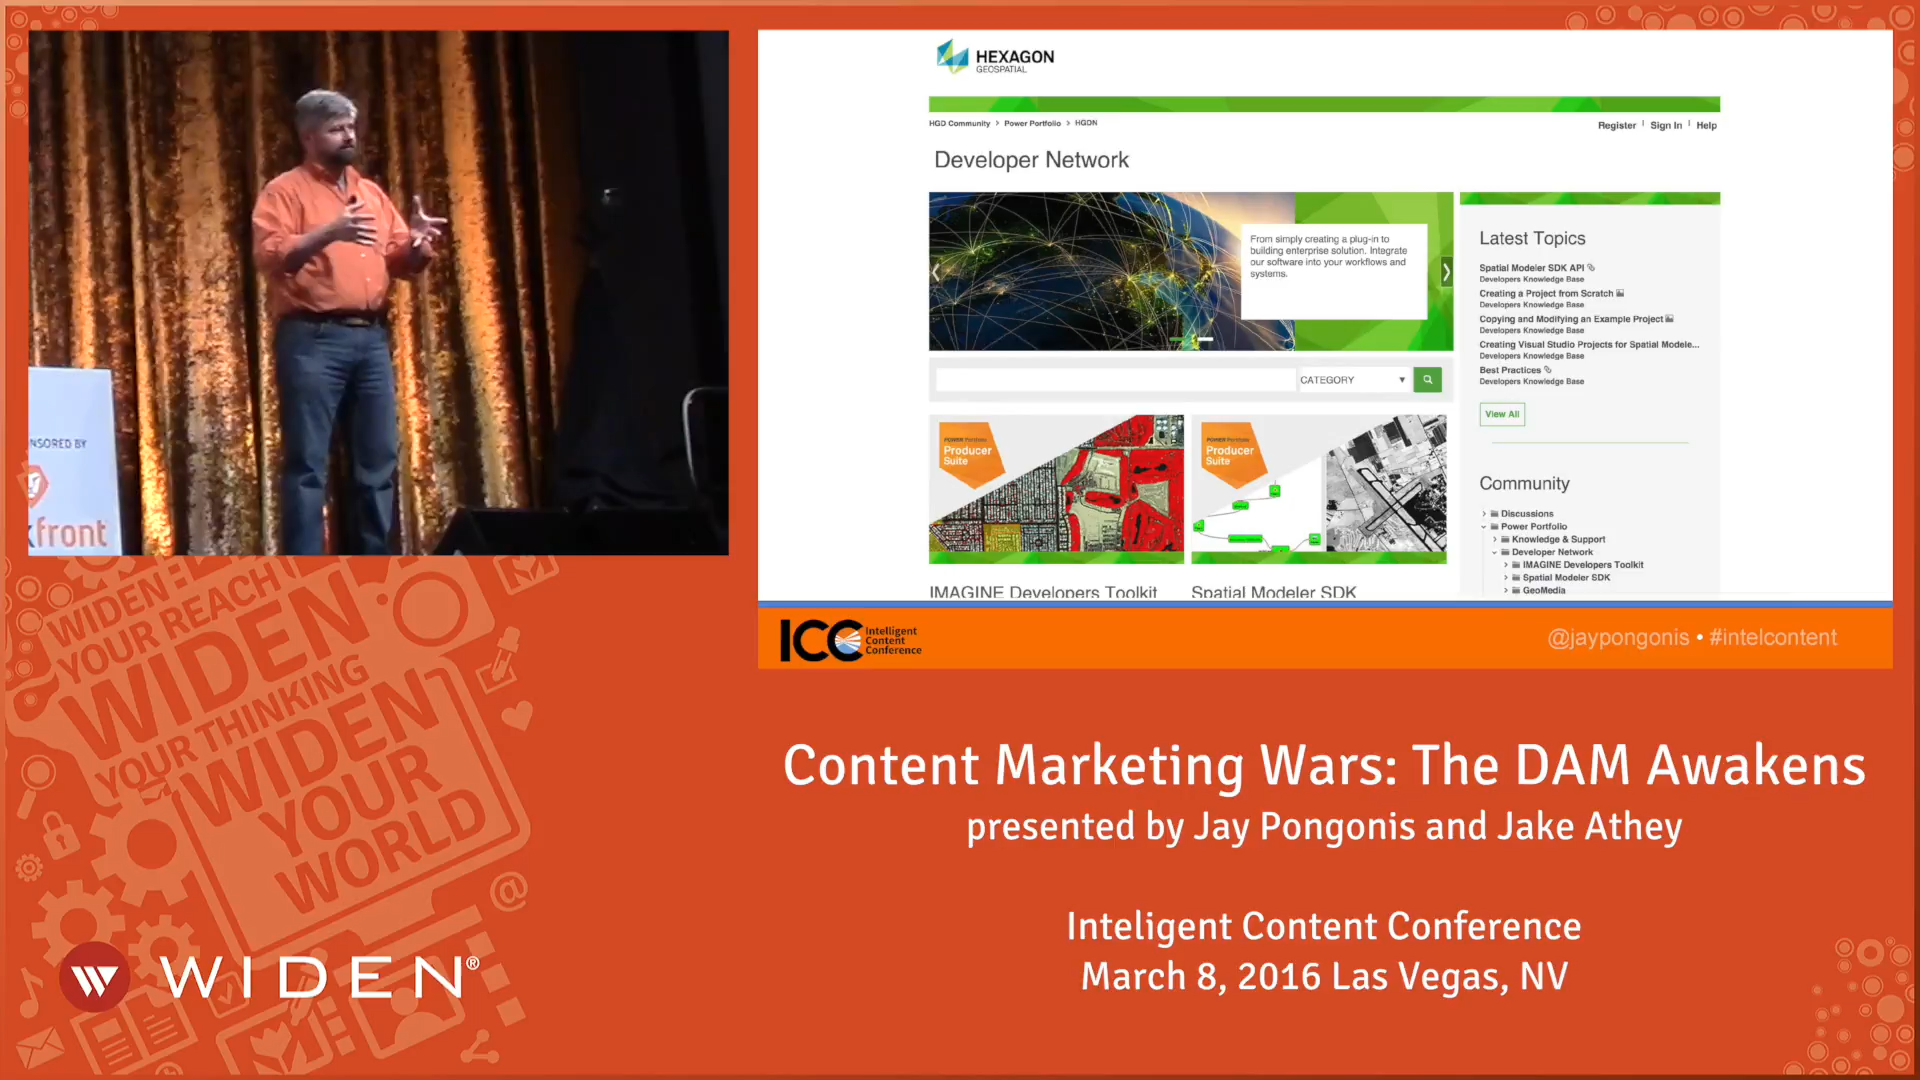 NSORED BY
front
HEXAGON
GEOSPATIAL
HGD Community > Power Portfolio > HGDN
Register | Sign In | Help
Developer Network
From simply creating a plug-in to
building enterprise solution. Integrate
our software into your workflows and
systems.
CATEGORY
POWER Portfolio
Producer
Suite
POWER Portfolio
Producer
Suite
IMAGINE Developers Toolkit
Spatial Modeler SDK
Latest Topics
Spatial Modeler SDK API
Developers Knowledge Base
Creating a Project from Scratch
Developers Knowledge Base
Copying and Modifying an Example Project
Developers Knowledge Base
Creating Visual Studio Projects for Spatial Modele...
Developers Knowledge Base
Best Practices
Developers Knowledge Base
View All
Community
Discussions
Power Portfolio
Knowledge & Support
Developer Network
IMAGINE Developers Toolkit
Spatial Modeler SDK
GeoMedia
ICC Intelligent
Content
Conference
@jaypongonis • #intelcontent
WIDEN
YOUR REACH
WIDEN
YOUR THINKING
WIDEN
YOUR
WORLD
@
WIDEN®
Content Marketing Wars: The DAM Awakens
presented by Jay Pongonis and Jake Athey
Inteligent Content Conference
March 8, 2016 Las Vegas, NV